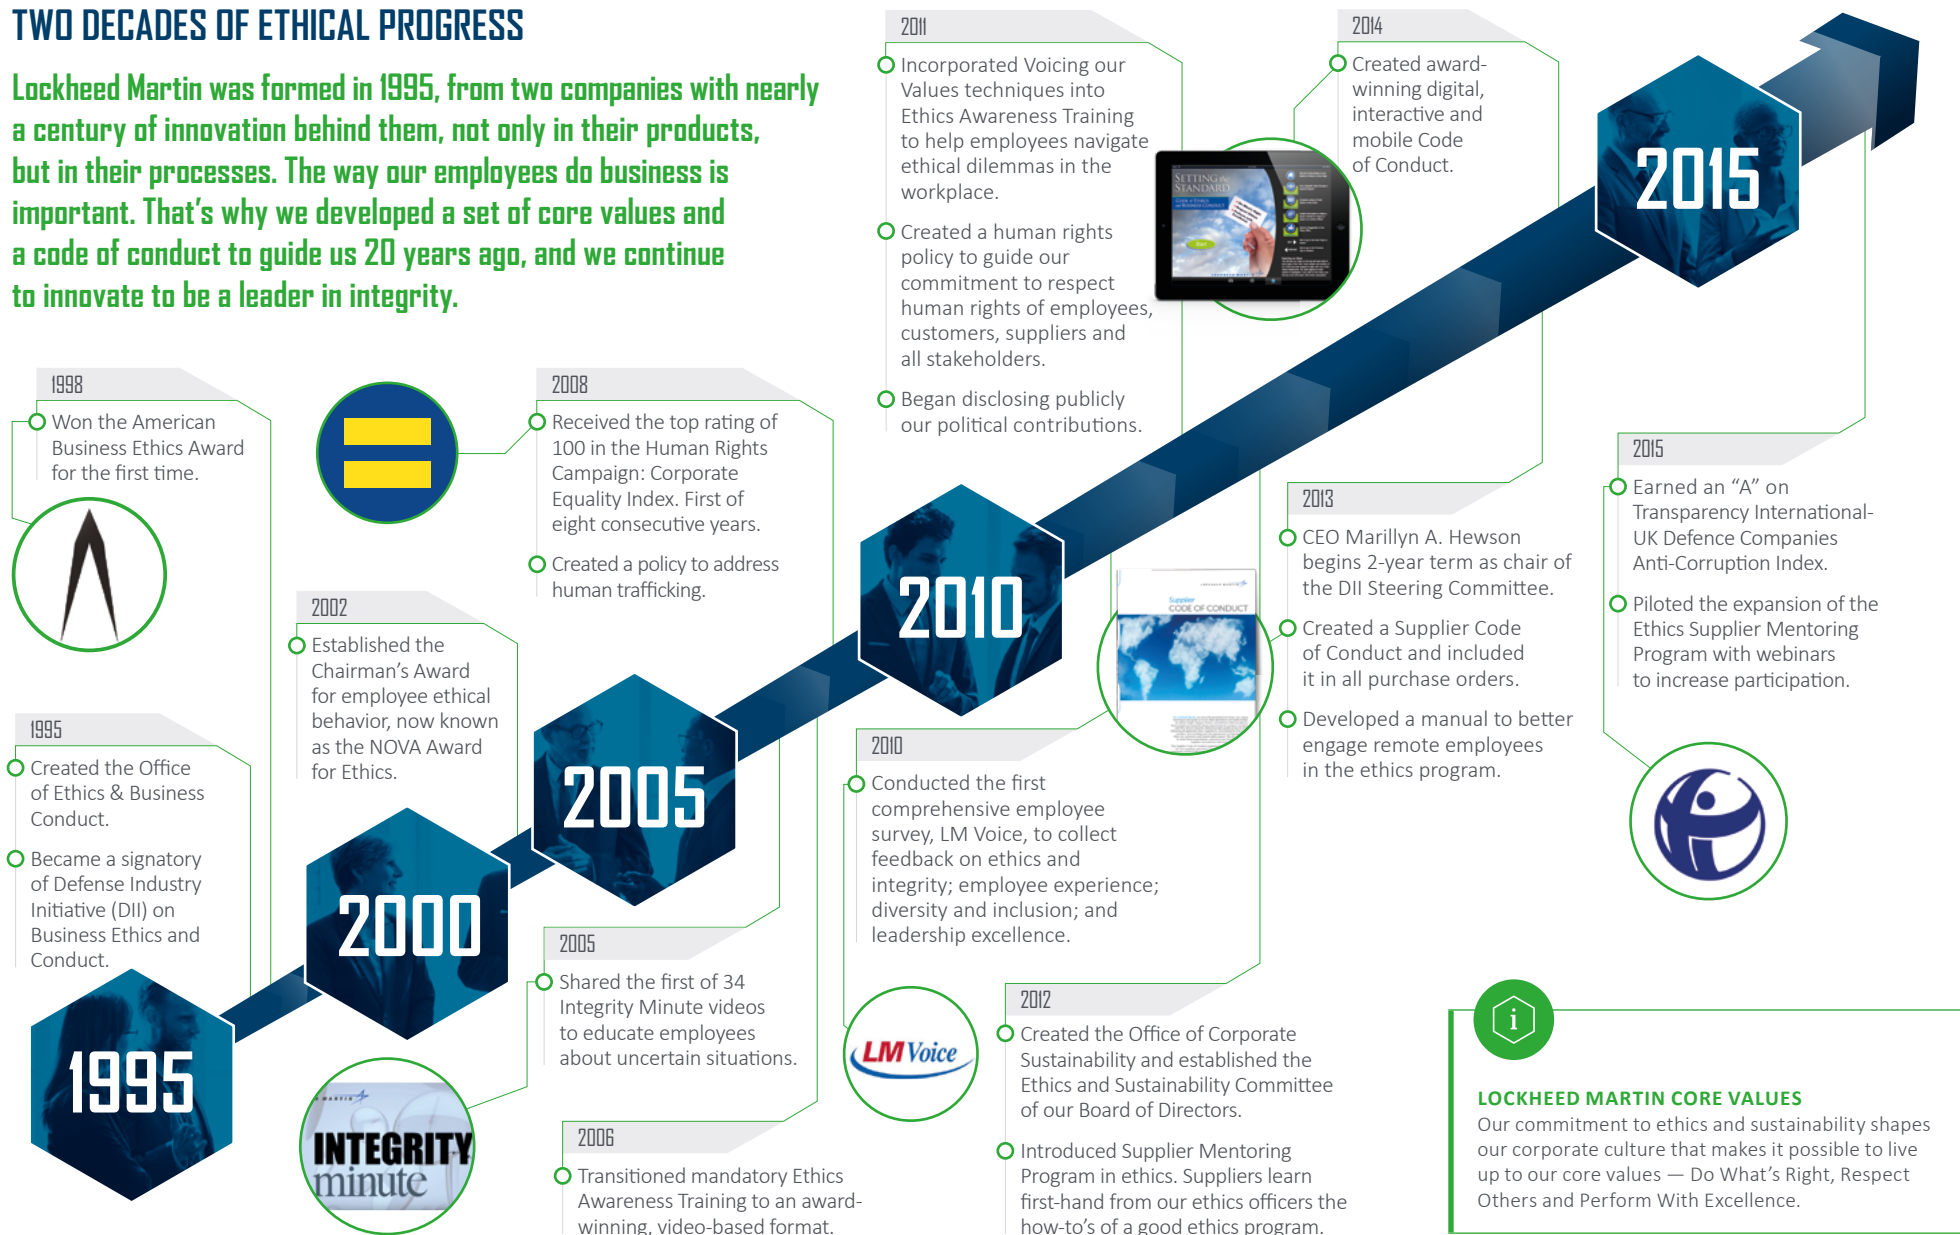 TWO DECADES OF ETHICAL PROGRESS
Lockheed Martin was formed in 1995, from two companies with nearly
a century of innovation behind them, not only in their products,
but in their processes. The way our employees do business is
important. That's why we developed a set of core values and
a code of conduct to guide us 20 years ago, and we continue
to innovate to be a leader in integrity.
1995
Created the Office
of Ethics & Business
Conduct.
Became a signatory
of Defense Industry
Initiative (DII) on
Business Ethics and
Conduct.
1995
1998
Won the American
Business Ethics Award
for the first time.
2000
2002
Established the
Chairman's Award
for employee ethical
behavior, now known
as the NOVA Award
for Ethics.
2005
2005
Shared the first of 34
Integrity Minute videos
to educate employees
about uncertain situations.
INTEGRITY
minute
2006
Transitioned mandatory Ethics
Awareness Training to an award-
winning, video-based format.
2008
Received the top rating of
100 in the Human Rights
Campaign: Corporate
Equality Index. First of
eight consecutive years.
Created a policy to address
human trafficking.
2010
2010
Conducted the first
comprehensive employee
survey, LM Voice, to collect
feedback on ethics and
integrity; employee experience;
diversity and inclusion; and
leadership excellence.
LM Voice
2011
Incorporated Voicing our
Values techniques into
Ethics Awareness Training
to help employees navigate
ethical dilemmas in the
workplace.
Created a human rights
policy to guide our
commitment to respect
human rights of employees,
customers, suppliers and
all stakeholders.
Began disclosing publicly
our political contributions.
2012
Created the Office of Corporate
Sustainability and established the
Ethics and Sustainability Committee
of our Board of Directors.
Introduced Supplier Mentoring
Program in ethics. Suppliers learn
first-hand from our ethics officers the
how-to's of a good ethics program.
2013
CEO Marillyn A. Hewson
begins 2-year term as chair of
the DII Steering Committee.
Created a Supplier Code
of Conduct and included
it in all purchase orders.
Developed a manual to better
engage remote employees
in the ethics program.
Supplier
CODE OF CONDUCT
2014
Created award-
winning digital,
interactive and
mobile Code
of Conduct.
SETTING the
STANDARD
Start
2015
2015
Earned an “A” on
Transparency International-
UK Defence Companies
Anti-Corruption Index.
Piloted the expansion of the
Ethics Supplier Mentoring
Program with webinars
to increase participation.
i
LOCKHEED MARTIN CORE VALUES
Our commitment to ethics and sustainability shapes
our corporate culture that makes it possible to live
up to our core values — Do What's Right, Respect
Others and Perform With Excellence.